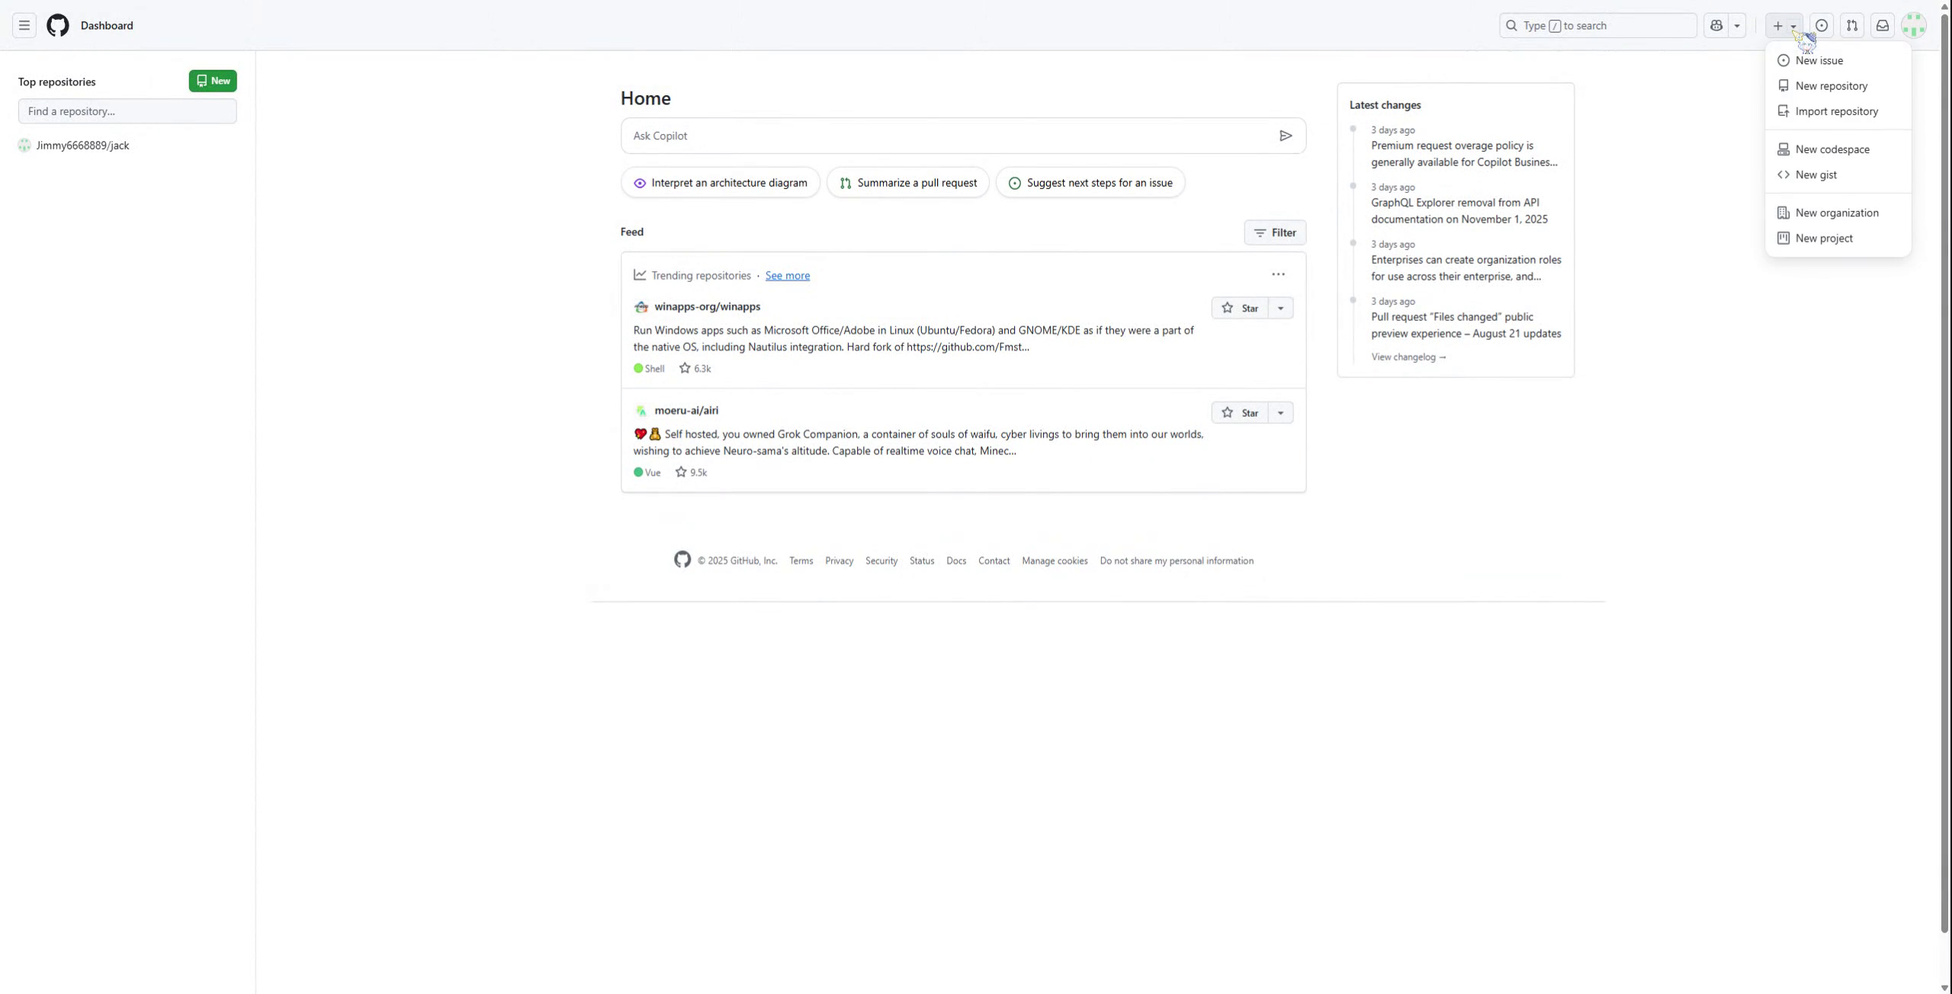 Dashboard
Type / to search
New issue
New repository
Import repository
New codespace
New gist
New organization
New project
Top repositories
New
Find a repository...
Jimmy6668889/jack
Home
Ask Copilot
Interpret an architecture diagram
Summarize a pull request
Suggest next steps for an issue
Feed
Filter
Trending repositories · See more
winapps-org/winapps
Star
Run Windows apps such as Microsoft Office/Adobe in Linux (Ubuntu/Fedora) and GNOME/KDE as if they were a part of
the native OS, including Nautilus integration. Hard fork of https://github.com/Fmst...
Shell
6.3k
moeru-ai/airi
Star
Self hosted, you owned Grok Companion, a container of souls of waifu, cyber livings to bring them into our worlds,
wishing to achieve Neuro-sama's altitude. Capable of realtime voice chat, Minec...
Vue
9.5k
Latest changes
3 days ago
Premium request overage policy is
generally available for Copilot Busines...
3 days ago
GraphQL Explorer removal from API
documentation on November 1, 2025
3 days ago
Enterprises can create organization roles
for use across their enterprise, and...
3 days ago
Pull request "Files changed" public
preview experience – August 21 updates
View changelog →
© 2025 GitHub, Inc.
Terms
Privacy
Security
Status
Docs
Contact
Manage cookies
Do not share my personal information